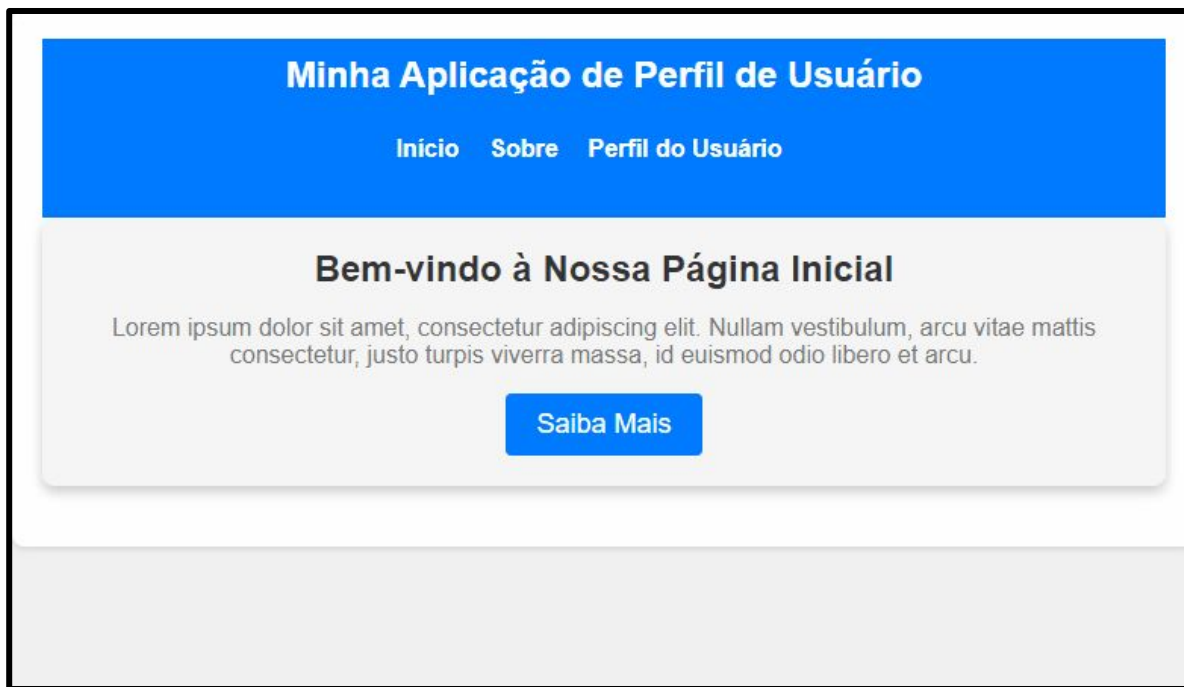 Minha Aplicação de Perfil de Usuário
Início Sobre Perfil do Usuário
Bem-vindo à Nossa Página Inicial
Lorem ipsum dolor sit amet, consectetur adipiscing elit. Nullam vestibulum, arcu vitae mattis
consectetur, justo turpis viverra massa, id euismod odio libero et arcu.
Saiba Mais